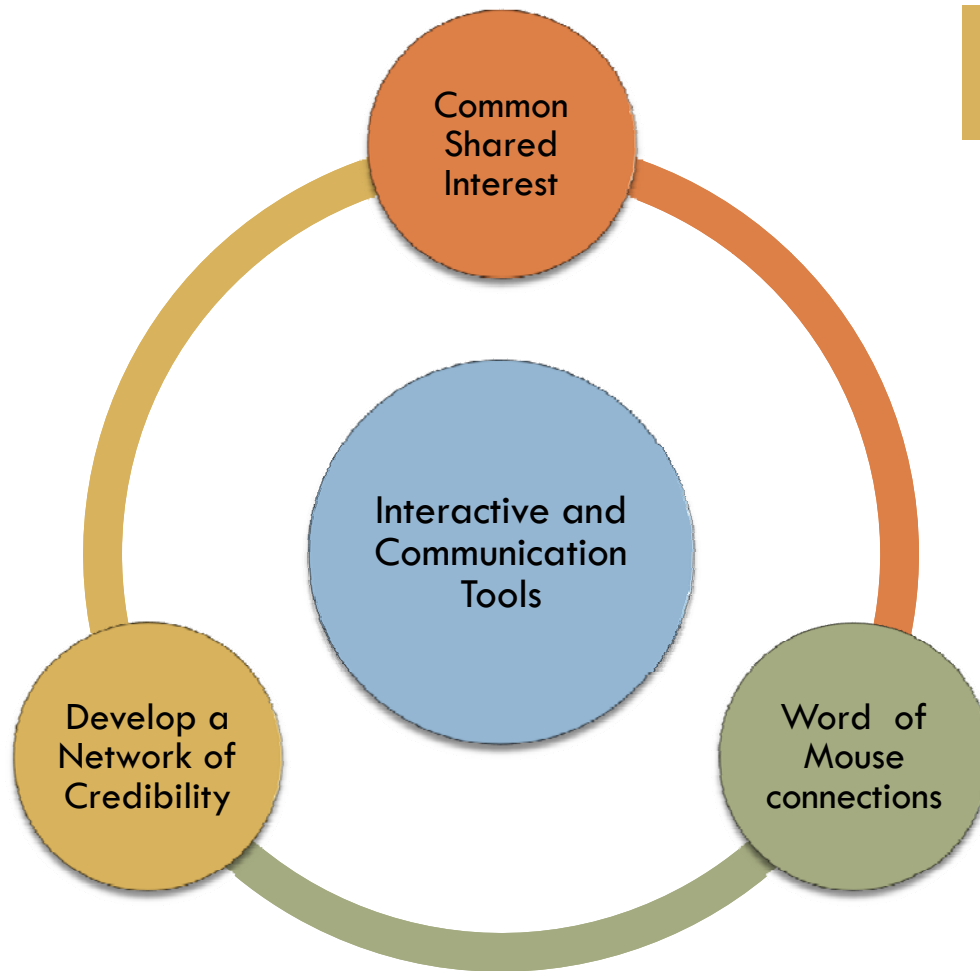 Common
Shared
Interest
Interactive and
Communication
Tools
Develop a
Network of
Credibility
Word of
Mouse
connections